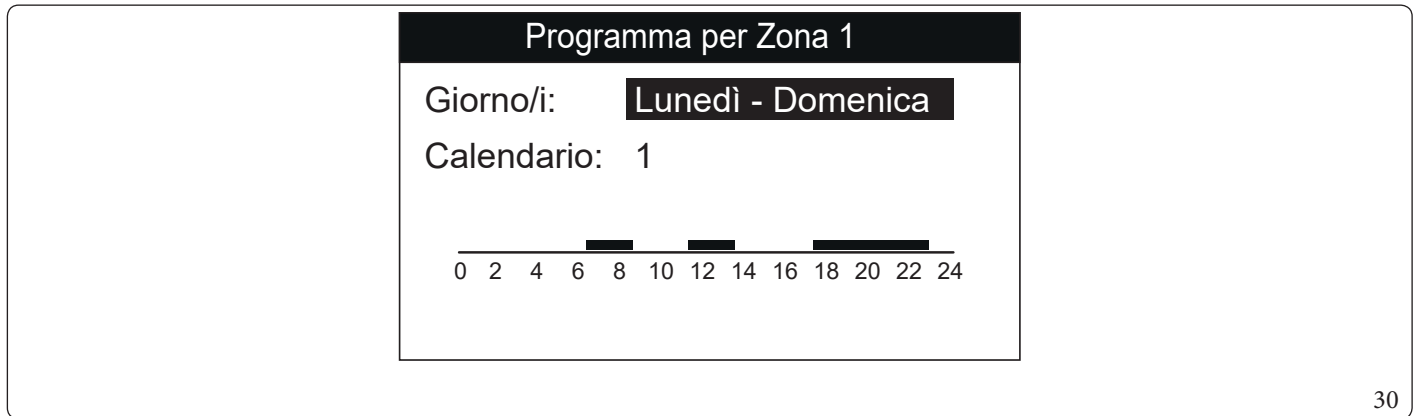 Programma per Zona 1
Giorno/i: Lunedì - Domenica
Calendario: 1
0 2 4 6 8 10 12 14 16 18 20 22 24
30